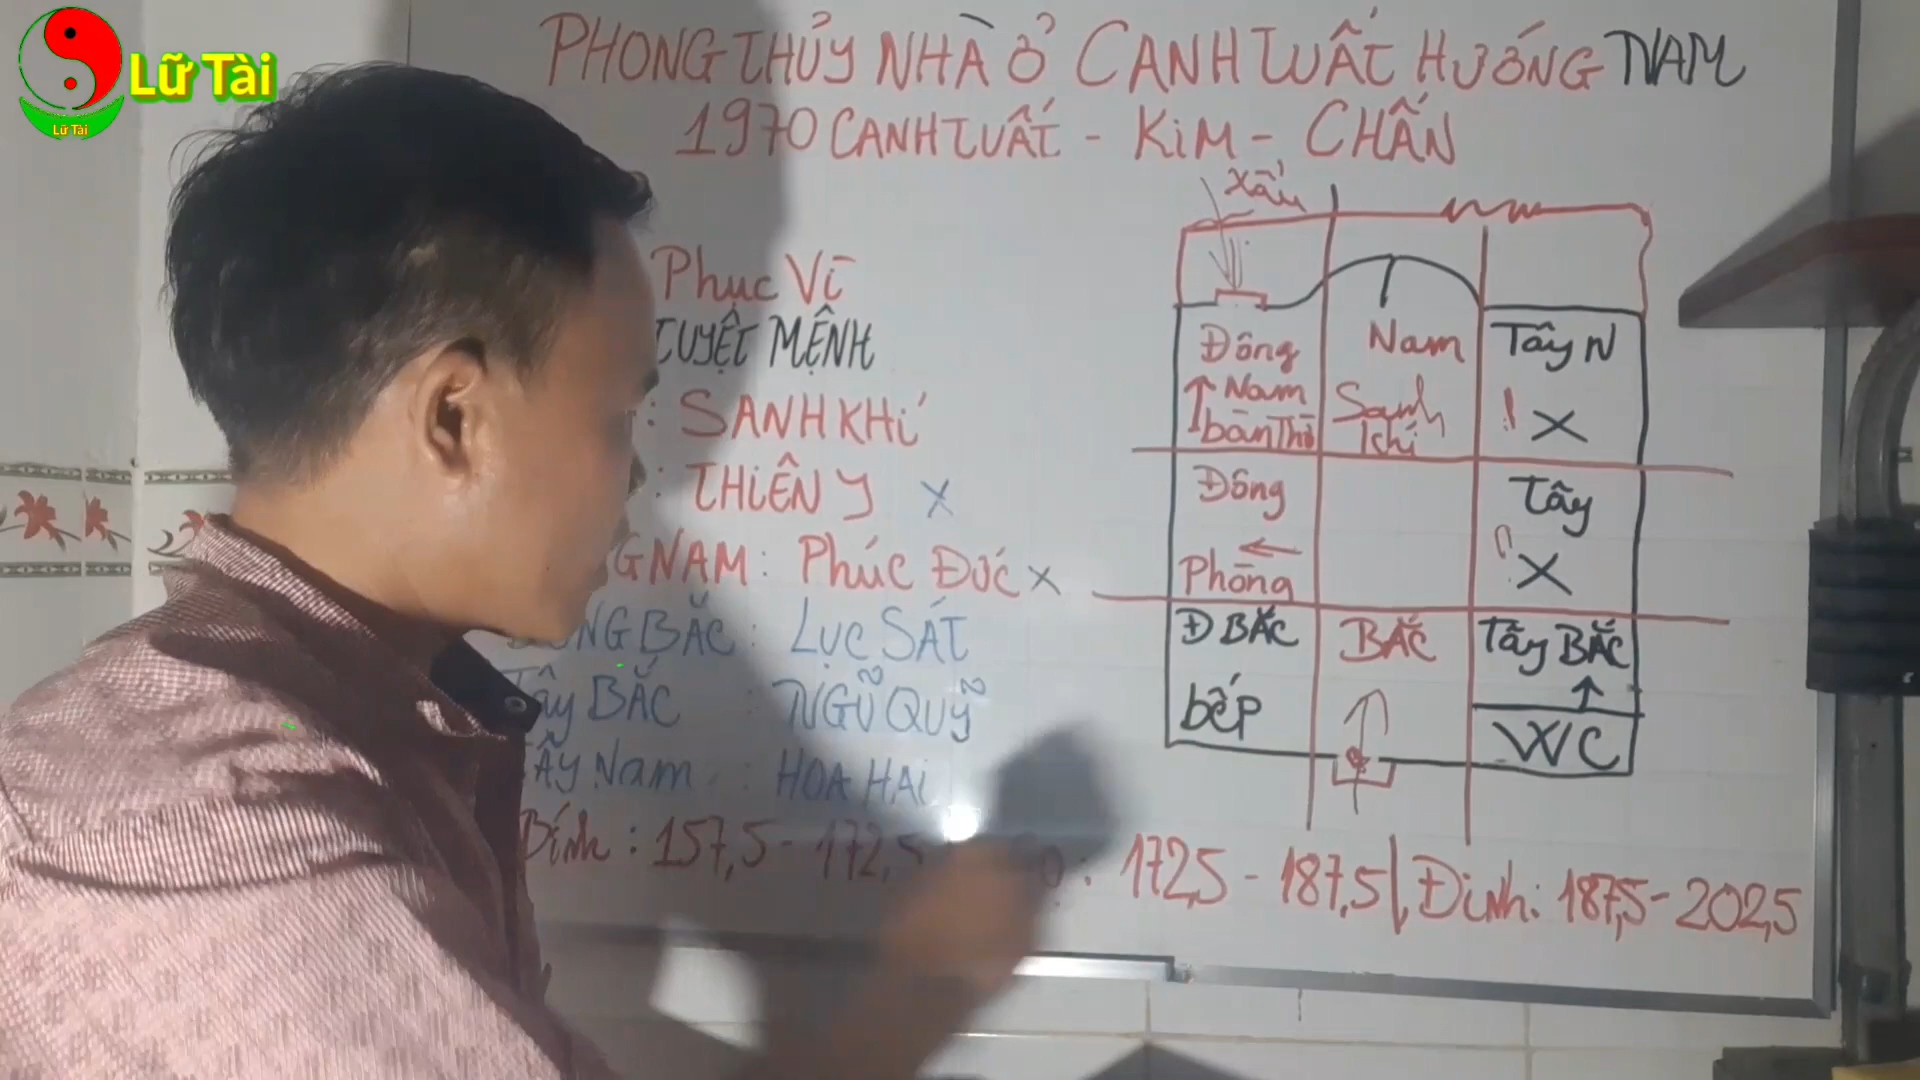 Lữ Tài
Lữ Tài
PHONG THỦY NHÀ Ở CANH TUẤT HƯỚNG NAM
1970 CANH TUẤT - KIM - CHẤN
Phục Vị
TUYỆT MỆNH
: SANH KHÍ
: THIÊN Y X
G NAM: Phúc Đức X
NG BẮC: LỤC SÁT
Tây BẮC : NGŨ QUỸ
TÂY Nam : HOA HAI
Bính : 157,5 - 172,5
: 172,5 - 187,5 | Đinh: 187,5 - 202,5
Xấu
Đông Nam bàn Thờ
Nam Sanh Khí
Tây N ! X
Đông Phòng
Tây X
Đ BẮC bếp
BẮC
Tây BẮC
WC